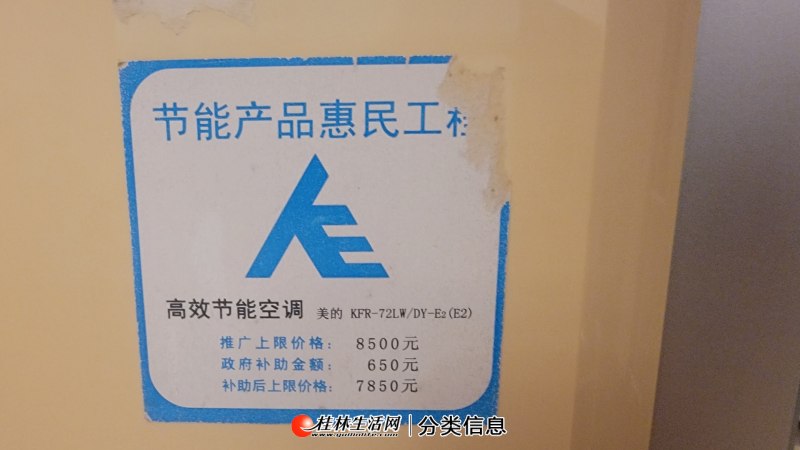 节能产品惠民工
高效节能空调 美的 KFR-72LW/DY-E2(E2)
推广上限价格: 8500元
政府补助金额: 650元
补助后上限价格: 7850元
桂林生活网 | 分类信息
www.guilinlife.com